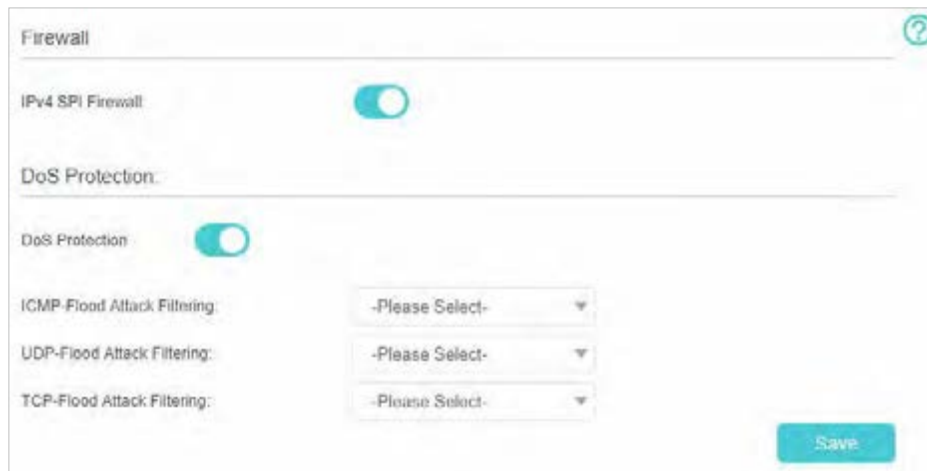 Firewall
?
IPv4 SPI Firewall
DoS Protection:
DoS Protection
ICMP-Flood Attack Filtering: -Please Select-
UDP-Flood Attack Filtering: -Please Select-
TCP-Flood Attack Filtering: -Please Select-
Save